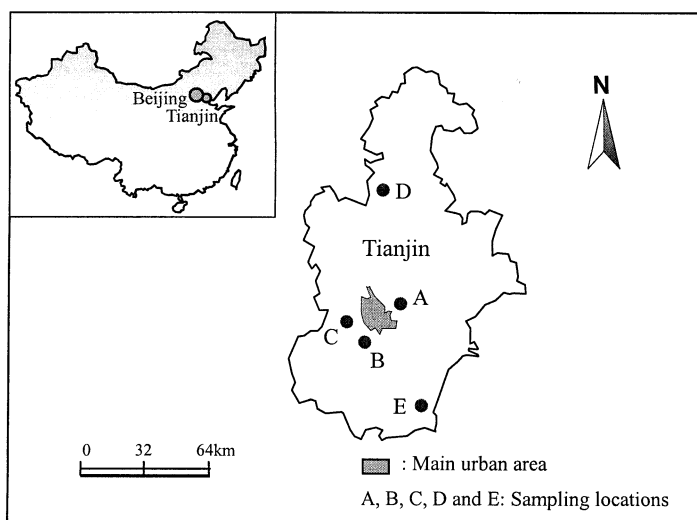 Beijing
Tianjin
N
D
Tianjin
A
C
B
E
0 32 64km
: Main urban area
A, B, C, D and E: Sampling locations